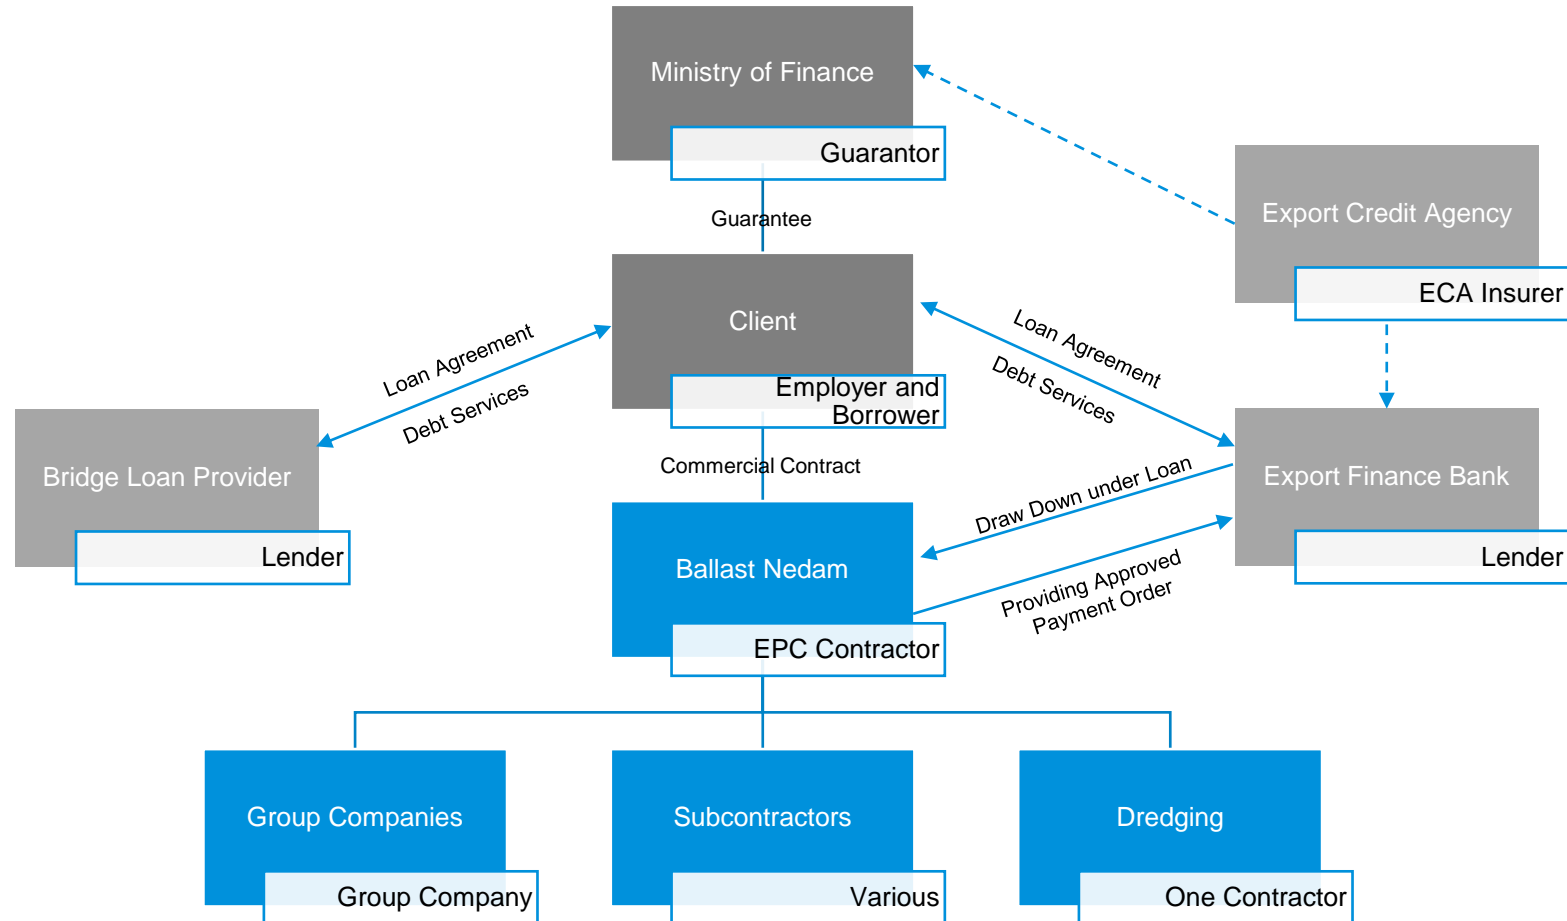 Ministry of Finance
Guarantor
Guarantee
Export Credit Agency
ECA Insurer
Client
Employer and
Borrower
Loan Agreement
Debt Services
Loan Agreement
Debt Services
Bridge Loan Provider
Lender
Commercial Contract
Export Finance Bank
Lender
Draw Down under Loan
Providing Approved
Payment Order
Ballast Nedam
EPC Contractor
Group Companies
Group Company
Subcontractors
Various
Dredging
One Contractor